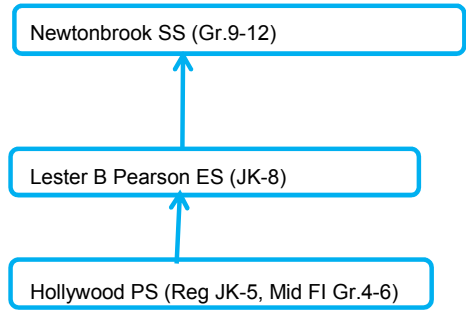 Newtonbrook SS (Gr.9-12)
Lester B Pearson ES (JK-8)
Hollywood PS (Reg JK-5, Mid FI Gr.4-6)